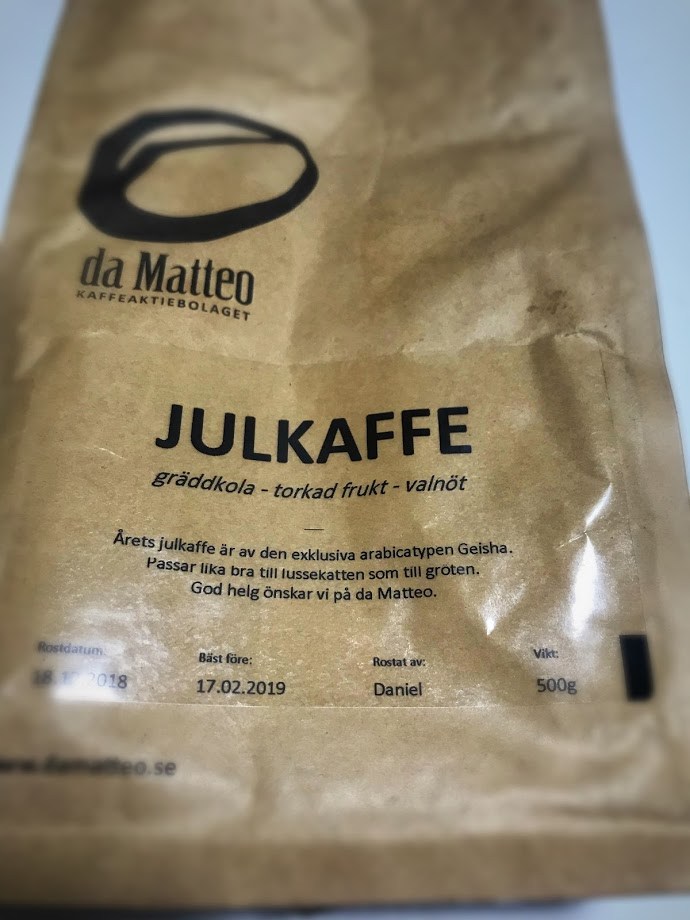 da Matteo
KAFFEAKTIEBOLAGET
JULKAFFE
gräddkola - torkad frukt - valnöt
Årets julkaffe är av den exklusiva arabicatypen Geisha.
Passar lika bra till lussekatten som till gröten.
God helg önskar vi på da Matteo.
Rostdatum:
Bäst före:
Rostat av:
Vikt:
17.02.2019
Daniel
500g
www.damatteo.se